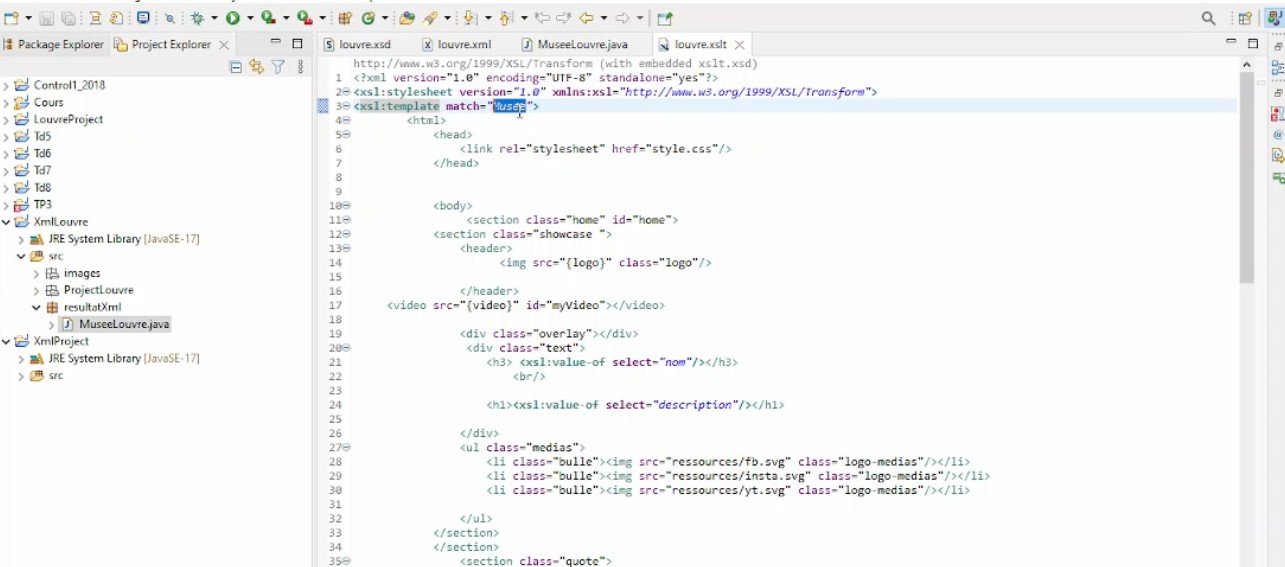 Package Explorer Project Explorer
Control1_2018
Cours
LouvreProject
Td5
Td6
Td7
Td8
TP3
XmlLouvre
JRE System Library [JavaSE-17]
src
images
ProjectLouvre
resultatXml
MuseeLouvre.java
XmlProject
JRE System Library [JavaSE-17]
src
louvre.xsd louvre.xml MuseeLouvre.java louvre.xslt
http://www.w3.org/1999/XSL/Transform (with embedded xslt.xsd)
1 <?xml version="1.0" encoding="UTF-8" standalone="yes"?>
2 <xsl:stylesheet version="1.0" xmlns:xsl="http://www.w3.org/1999/XSL/Transform">
3 <xsl:template match="Musee">
4 <html>
5 <head>
6 <link rel="stylesheet" href="style.css"/>
7 </head>
8
9
10 <body>
11 <section class="home" id="home">
12 <section class="showcase ">
13 <header>
14 <img src="{logo}" class="logo"/>
15
16 </header>
17 <video src="{video}" id="myVideo"></video>
18
19 <div class="overlay"></div>
20 <div class="text">
21 <h3> <xsl:value-of select="nom"/></h3>
22 <br/>
23
24 <h1><xsl:value-of select="description"/></h1>
25
26 </div>
27 <ul class="medias">
28 <li class="bulle"><img src="ressources/fb.svg" class="logo-medias"/></li>
29 <li class="bulle"><img src="ressources/insta.svg" class="logo-medias"/></li>
30 <li class="bulle"><img src="ressources/yt.svg" class="logo-medias"/></li>
31
32 </ul>
33 </section>
34 </section>
35 <section class="quote">